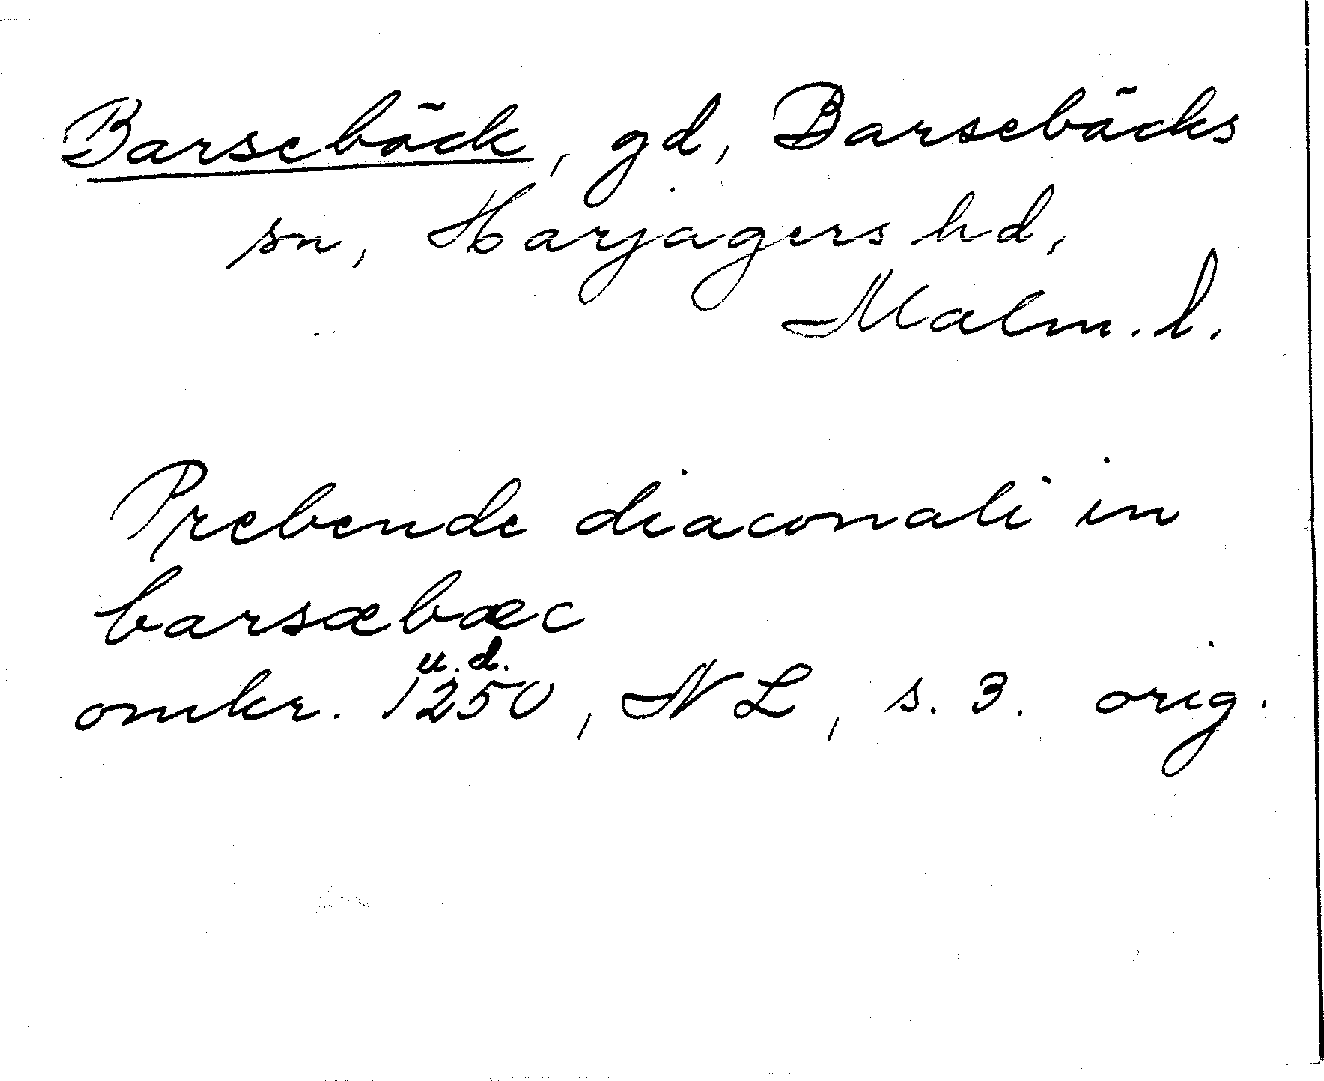 Barsebäck, gd, Barsebäcks
sn, Harjagers hd,
Malm. l.
Prebende diaconali in
barsæbæc
u.d.
omkr. 1250, NL, s. 3. orig.